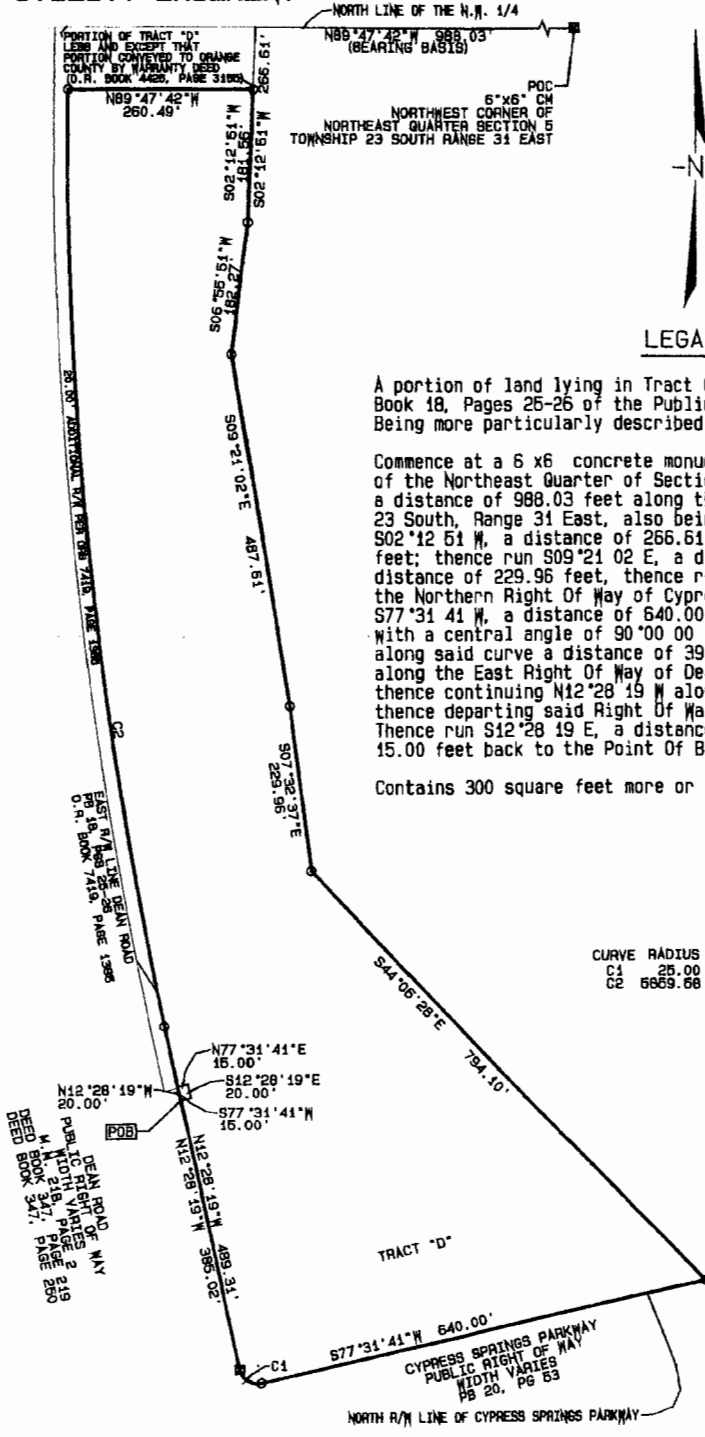 NORTH LINE OF THE N.W. 1/4
N89°47'42"W 988.03'
(BEARING BASIS)
PORTION OF TRACT "D"
LESS AND EXCEPT THAT
PORTION CONVEYED TO ORANGE
COUNTY BY WARRANTY DEED
(O.R. BOOK 4426, PAGE
N89°47'42"W
260.49'
266.61'
S02°12'51"W
181.56'
S02°12'51"W
POC
6"x6" CM
NORTHWEST CORNER OF
NORTHEAST QUARTER SECTION 5
TOWNSHIP 23 SOUTH RANGE 31 EAST
-N
S06°55'51"W
182.27'
LEGA
A portion of land lying in Tract
Book 18, Pages 25-26 of the Publi
Being more particularly described
Commence at a 6 x6 concrete monu
of the Northeast Quarter of Secti
a distance of 988.03 feet along t
23 South, Range 31 East, also bei
S02°12 51 W, a distance of 266.61
feet; thence run S09°21 02 E, a d
distance of 229.96 feet, thence r
the Northern Right Of Way of Cypr
S77°31 41 W, a distance of 640.00
with a central angle of 90°00 00
along said curve a distance of 39
along the East Right Of Way of De
thence continuing N12°28 19 W alo
thence departing said Right Of Wa
Thence run S12°28 19 E, a distanc
15.00 feet back to the Point Of B
Contains 300 square feet more or
S09°21'02"E 487.61'
ADDITIONAL R/W PER ORB 7419, PAGE 1385
C2
S07°32'37"E
229.96'
EAST R/W LINE DEAN ROAD
PB 18, PGS 25-26
O.R. BOOK 7419, PAGE 1385
CURVE RADIUS
C1 25.00
C2 5659.58
S44°06'28"E 794.10'
N77°31'41"E
15.00'
N12°28'19"W
20.00'
S12°28'19"E
20.00'
S77°31'41"W
15.00'
POB
DEAN ROAD
PUBLIC RIGHT OF WAY
WIDTH VARIES
PAGE 2
DEED BOOK 347, PAGE 219
DEED BOOK 347, PAGE 250
N12°28'19"W 489.31'
N12°28'19"W 385.02'
TRACT "D"
C1
S77°31'41"W 640.00'
CYPRESS SPRINGS PARKWAY
PUBLIC RIGHT OF WAY
WIDTH VARIES
PB 20, PG 53
NORTH R/W LINE OF CYPRESS SPRINGS PARKWAY